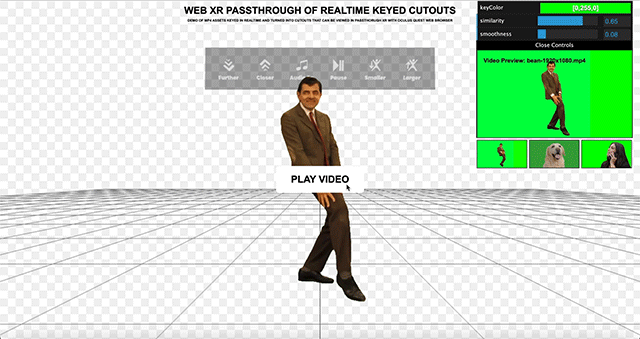 WEB XR PASSTHROUGH OF REALTIME KEYED CUTOUTS
DEMO OF MP4 ASSETS KEYED IN REALTIME AND TURNED INTO CUTOUTS THAT CAN BE VIEWED IN PASSTHORUGH XR WITH OCULUS QUEST WEB BROWSER
Further
Closer
Audio
Pause
Smaller
Larger
PLAY VIDEO
keyColor
[0,255,0]
similarity
0.65
smoothness
0.08
Close Controls
Video Preview: bean-1920x1080.mp4